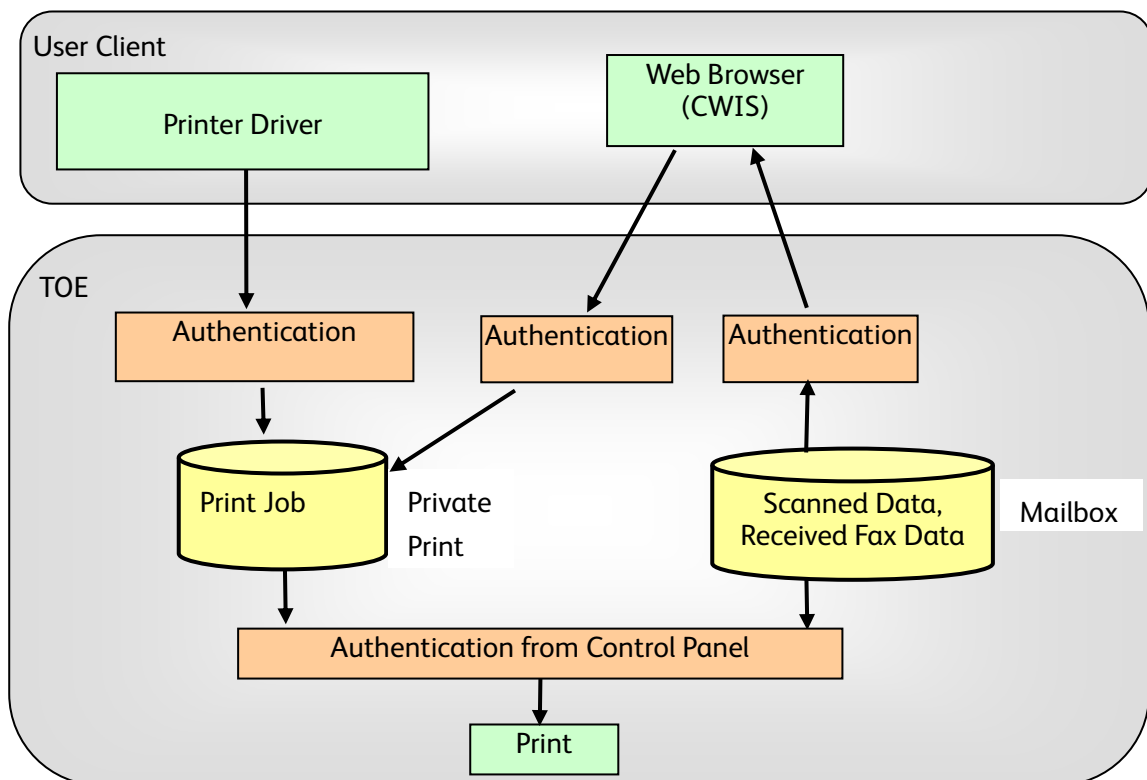 User Client
Printer Driver
Web Browser
(CWIS)
TOE
Authentication
Authentication
Authentication
Print Job
Private
Print
Scanned Data,
Received Fax Data
Mailbox
Authentication from Control Panel
Print